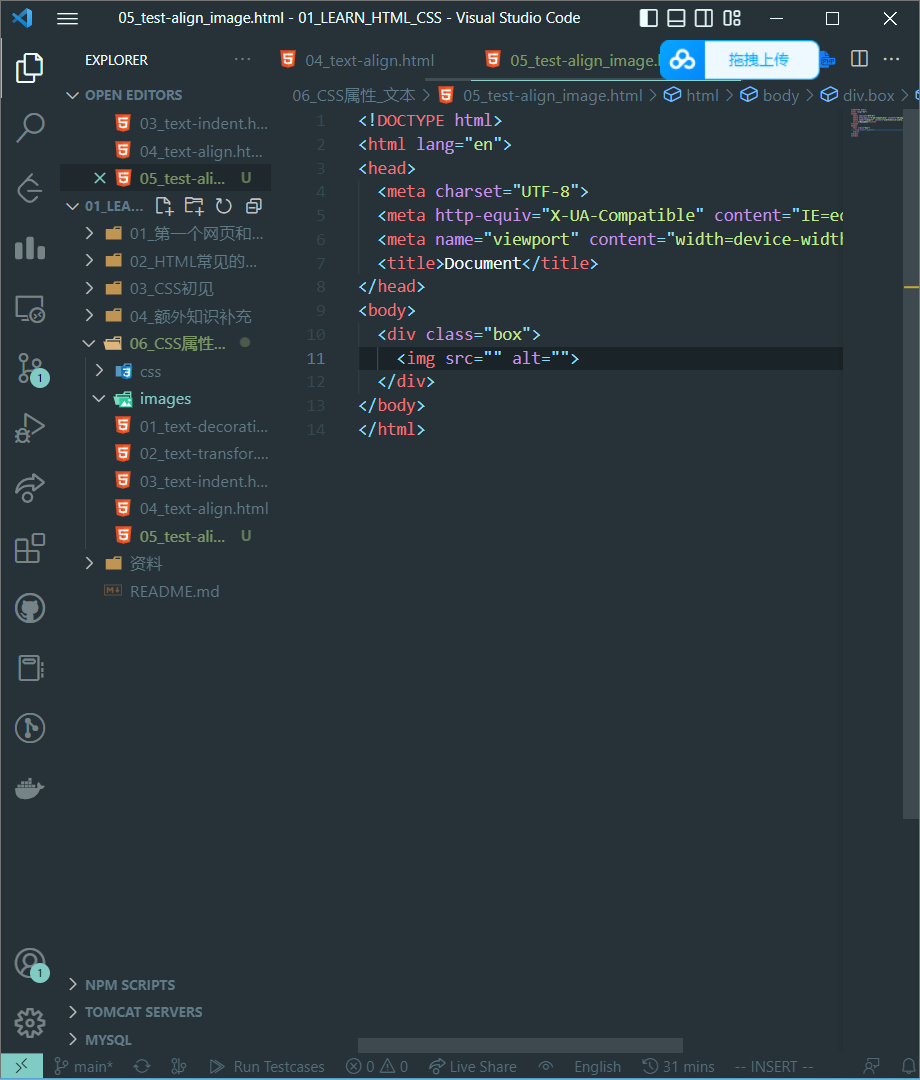 05_test-align_image.html - 01_LEARN_HTML_CSS - Visual Studio Code
EXPLORER
04_text-align.html
05_test-align_image.
拖拽上传
OPEN EDITORS
03_text-indent.h...
04_text-align.ht...
05_test-ali... U
01_LEA...
01_第一个网页和...
02_HTML常见的...
03_CSS初见
04_额外知识补充
06_CSS属性...
css
images
01_text-decorati...
02_text-transfor....
03_text-indent.h...
04_text-align.html
05_test-ali... U
资料
README.md
NPM SCRIPTS
TOMCAT SERVERS
MYSQL
06_CSS属性_文本 > 05_test-align_image.html > html > body > div.box >
1 <!DOCTYPE html>
2 <html lang="en">
3 <head>
4 <meta charset="UTF-8">
5 <meta http-equiv="X-UA-Compatible" content="IE=ed
6 <meta name="viewport" content="width=device-width
7 <title>Document</title>
8 </head>
9 <body>
10 <div class="box">
11 <img src="" alt="">
12 </div>
13 </body>
14 </html>
1
1
main* Run Testcases 0 0 Live Share English 31 mins -- INSERT --